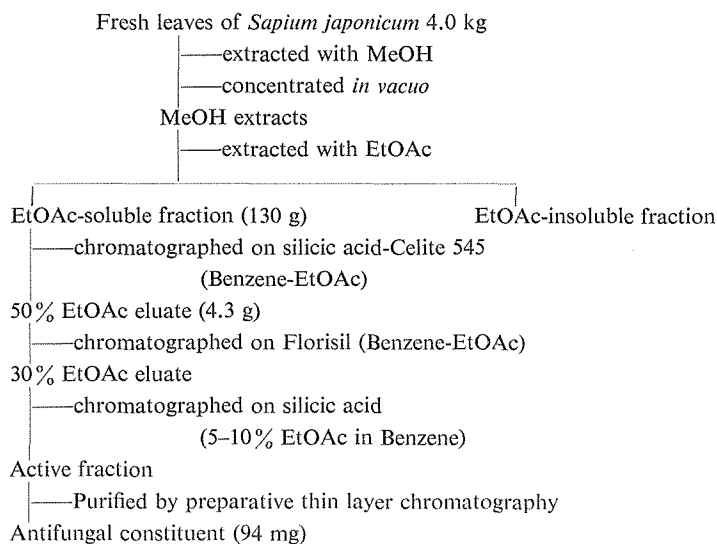 Fresh leaves of Sapium japonicum 4.0 kg
extracted with MeOH
concentrated in vacuo
MeOH extracts
extracted with EtOAc
EtOAc-soluble fraction (130 g) EtOAc-insoluble fraction
chromatographed on silicic acid-Celite 545
(Benzene-EtOAc)
50% EtOAc eluate (4.3 g)
chromatographed on Florisil (Benzene-EtOAc)
30% EtOAc eluate
chromatographed on silicic acid
(5–10% EtOAc in Benzene)
Active fraction
Purified by preparative thin layer chromatography
Antifungal constituent (94 mg)